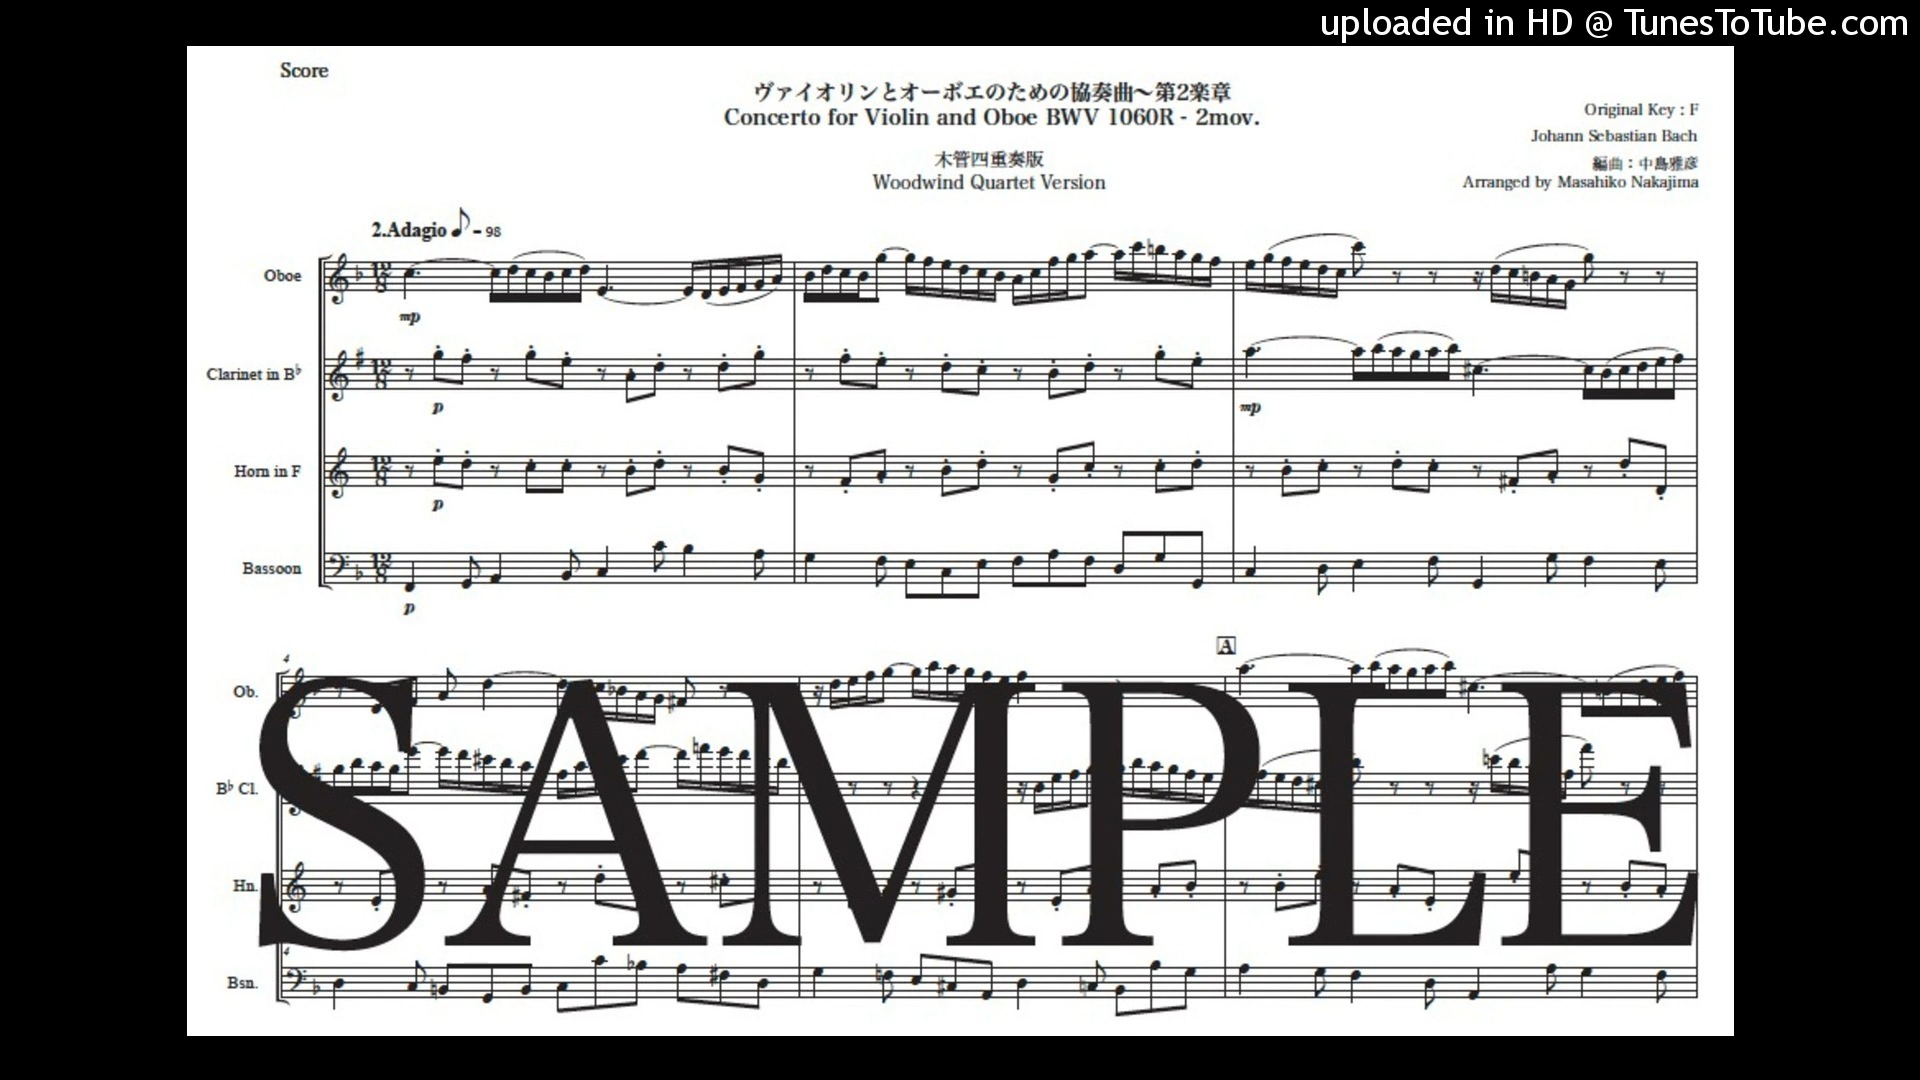 uploaded in HD @ TunesToTube.com
Score
ヴァイオリンとオーボエのための協奏曲～第2楽章
Concerto for Violin and Oboe BWV 1060R - 2mov.
Original Key : F
Johann Sebastian Bach
木管四重奏版
編曲：中島雅彦
Woodwind Quartet Version
Arranged by Masahiko Nakajima
2.Adagio ♪ = 98
Oboe
mp
Clarinet in B♭
p
mp
Horn in F
p
Bassoon
p
A
4
Ob.
SAMPLE
B♭ Cl.
Hn.
4
Bsn.